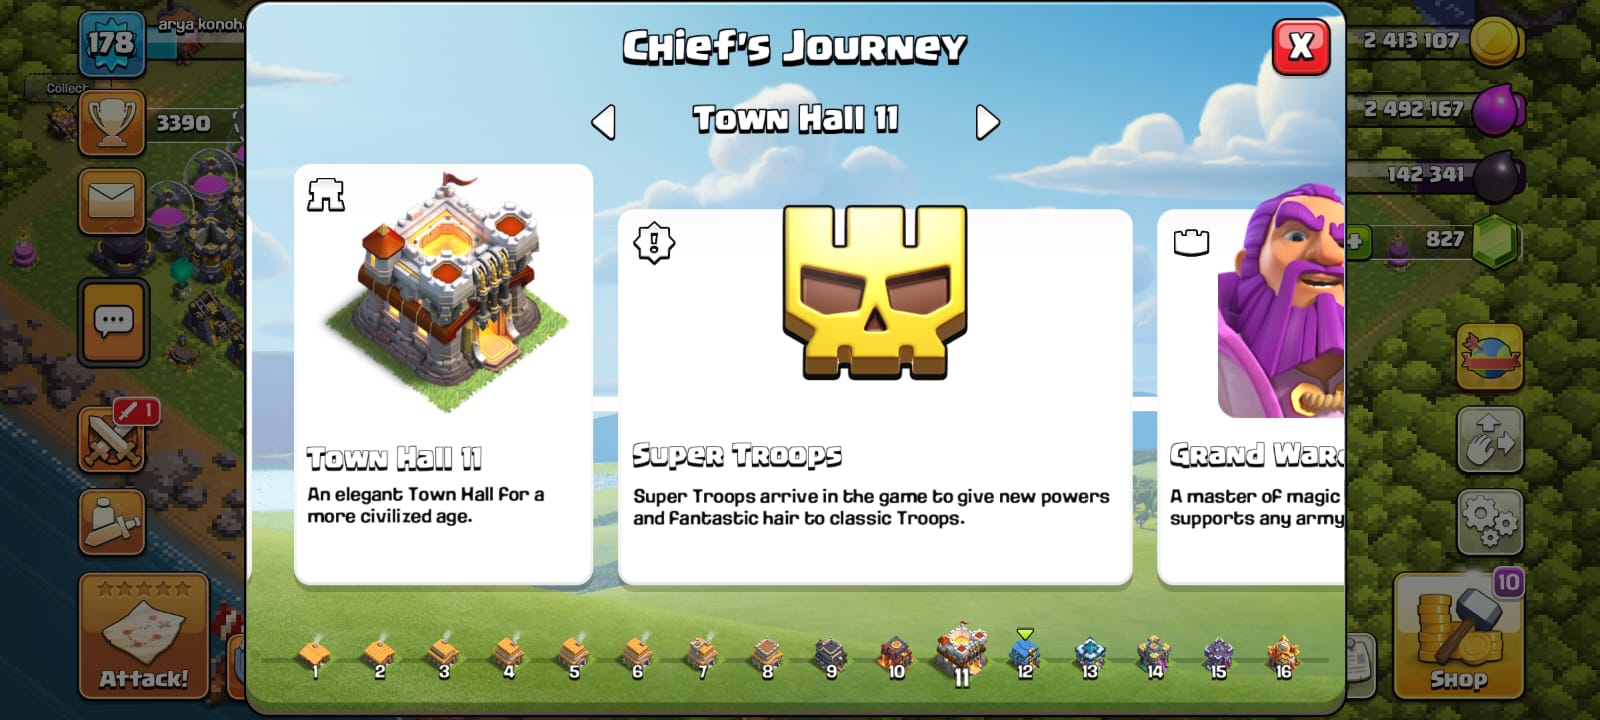 178
arya konoh
Collect
3390
1
Attack!
Chief's Journey
X
Town Hall 11
Town Hall 11
An elegant Town Hall for a
more civilized age.
Super Troops
Super Troops arrive in the game to give new powers
and fantastic hair to classic Troops.
Grand Ward
A master of magic
supports any army
1 2 3 4 5 6 7 8 9 10 11 12 13 14 15 16
2 413 107
2 492 167
142 341
827
10
Shop